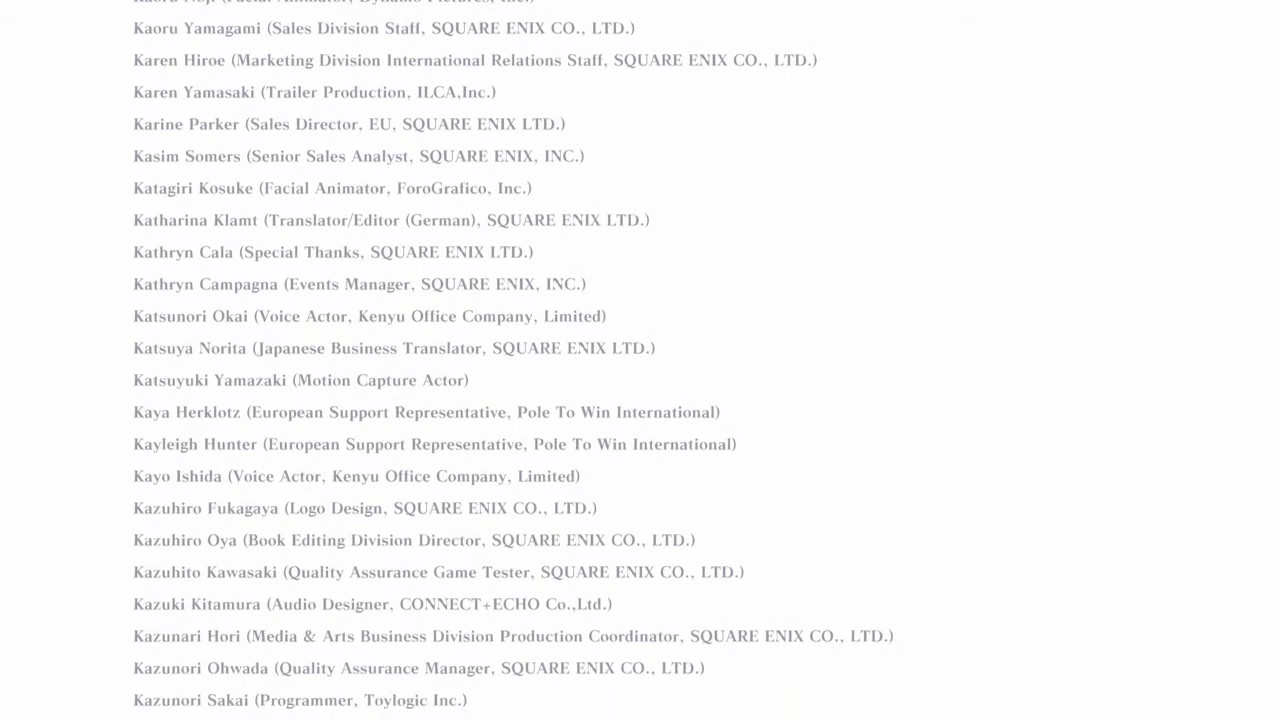 Kaoru Yamagami (Sales Division Staff, SQUARE ENIX CO., LTD.)
Karen Hiroe (Marketing Division International Relations Staff, SQUARE ENIX CO., LTD.)
Karen Yamasaki (Trailer Production, ILCA,Inc.)
Karine Parker (Sales Director, EU, SQUARE ENIX LTD.)
Kasim Somers (Senior Sales Analyst, SQUARE ENIX, INC.)
Katagiri Kosuke (Facial Animator, ForoGrafico, Inc.)
Katharina Klamt (Translator/Editor (German), SQUARE ENIX LTD.)
Kathryn Cala (Special Thanks, SQUARE ENIX LTD.)
Kathryn Campagna (Events Manager, SQUARE ENIX, INC.)
Katsunori Okai (Voice Actor, Kenyu Office Company, Limited)
Katsuya Norita (Japanese Business Translator, SQUARE ENIX LTD.)
Katsuyuki Yamazaki (Motion Capture Actor)
Kaya Herklotz (European Support Representative, Pole To Win International)
Kayleigh Hunter (European Support Representative, Pole To Win International)
Kayo Ishida (Voice Actor, Kenyu Office Company, Limited)
Kazuhiro Fukagaya (Logo Design, SQUARE ENIX CO., LTD.)
Kazuhiro Oya (Book Editing Division Director, SQUARE ENIX CO., LTD.)
Kazuhito Kawasaki (Quality Assurance Game Tester, SQUARE ENIX CO., LTD.)
Kazuki Kitamura (Audio Designer, CONNECT+ECHO Co.,Ltd.)
Kazunari Hori (Media & Arts Business Division Production Coordinator, SQUARE ENIX CO., LTD.)
Kazunori Ohwada (Quality Assurance Manager, SQUARE ENIX CO., LTD.)
Kazunori Sakai (Programmer, Toylogic Inc.)